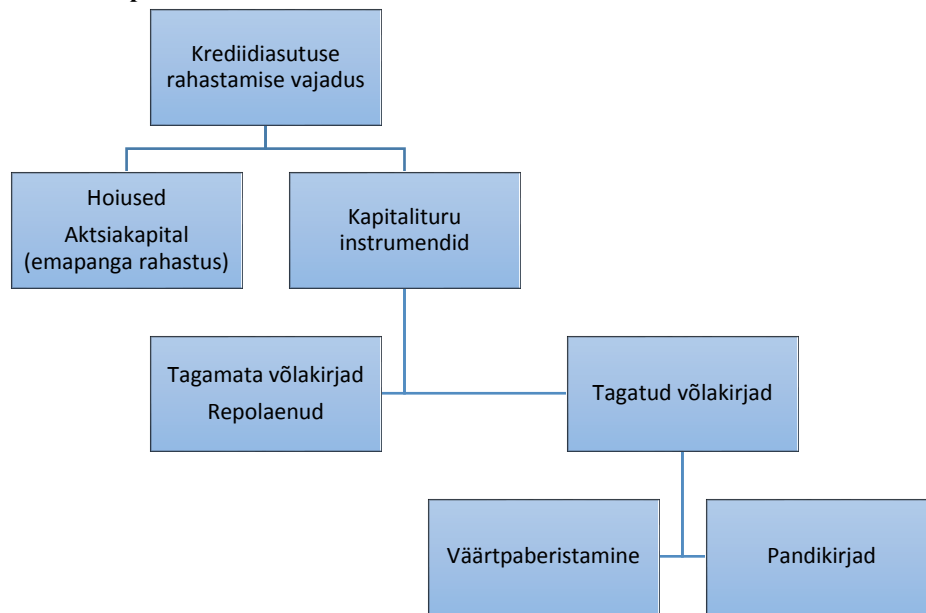 Krediidiasutuse
rahastamise vajadus
Hoiused
Aktsiakapital
(emapanga rahastus)
Kapitalituru
instrumendid
Tagamata võlakirjad
Repolaenud
Tagatud võlakirjad
Väärtpaberistamine
Pandikirjad